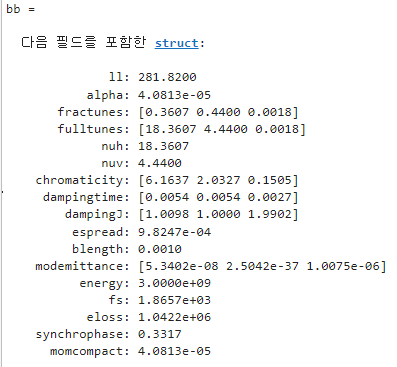 bb =
다음 필드를 포함한 struct:
ll: 281.8200
alpha: 4.0813e-05
fractunes: [0.3607 0.4400 0.0018]
fulltunes: [18.3607 4.4400 0.0018]
nuh: 18.3607
nuv: 4.4400
chromaticity: [6.1637 2.0327 0.1505]
dampingtime: [0.0054 0.0054 0.0027]
dampingJ: [1.0098 1.0000 1.9902]
espread: 9.8247e-04
blength: 0.0010
modemittance: [5.3402e-08 2.5042e-37 1.0075e-06]
energy: 3.0000e+09
fs: 1.8657e+03
eloss: 1.0422e+06
synchrophase: 0.3317
momcompact: 4.0813e-05